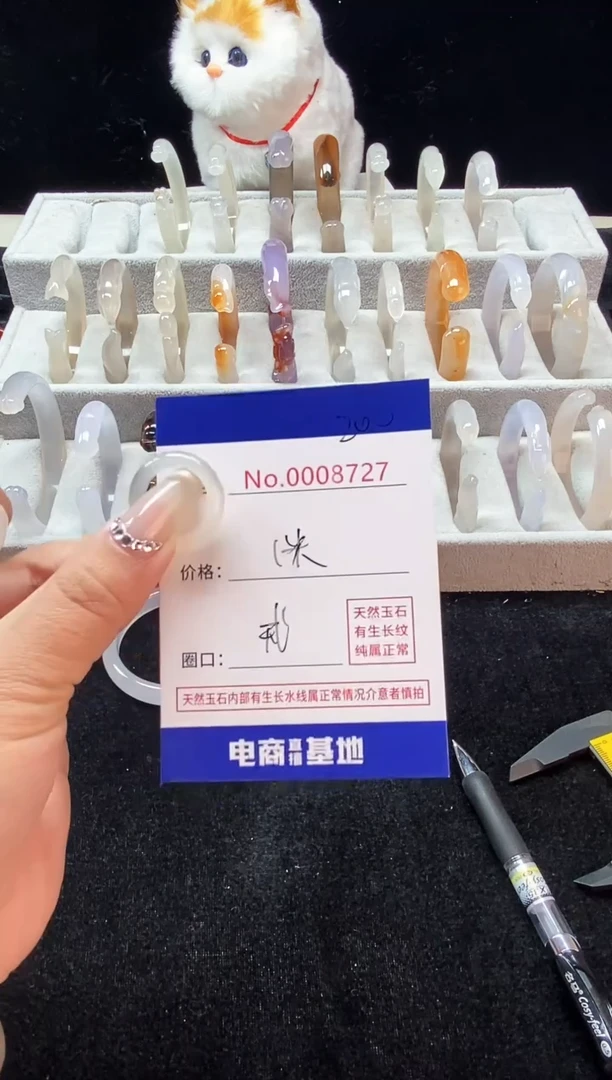 No.0008727
价格：
圈口：
天然玉石
有生长纹
纯属正常
天然玉石内部有生长水线属正常情况介意者慎拍
电商直播基地
Cosy-feel